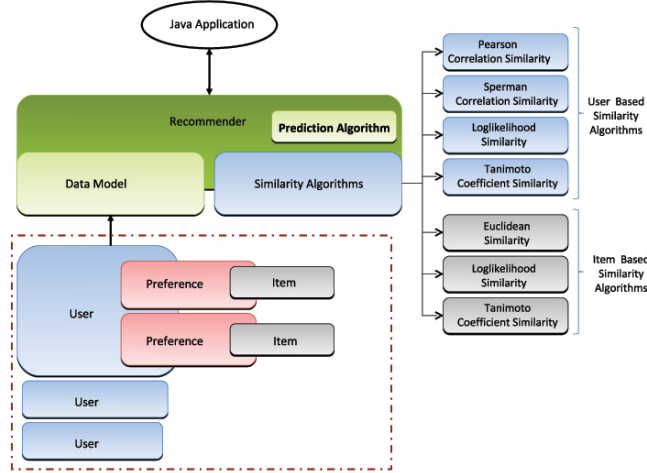 Java Application
Recommender
Prediction Algorithm
Data Model
Similarity Algorithms
User
Preference
Item
Preference
Item
User
User
Pearson
Correlation Similarity
Sperman
Correlation Similarity
Loglikelihood
Similarity
Tanimoto
Coefficient Similarity
User Based
Similarity
Algorithms
Euclidean
Similarity
Loglikelihood
Similarity
Tanimoto
Coefficient Similarity
Item Based
Similarity
Algorithms